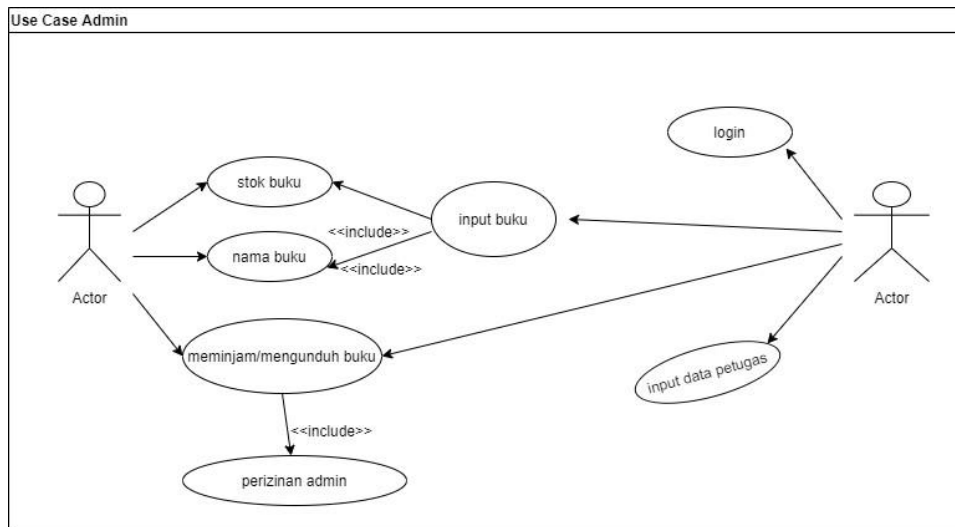 Use Case Admin
login
stok buku
input buku
<<include>>
nama buku
<<include>>
Actor
Actor
meminjam/mengunduh buku
input data petugas
<<include>>
perizinan admin